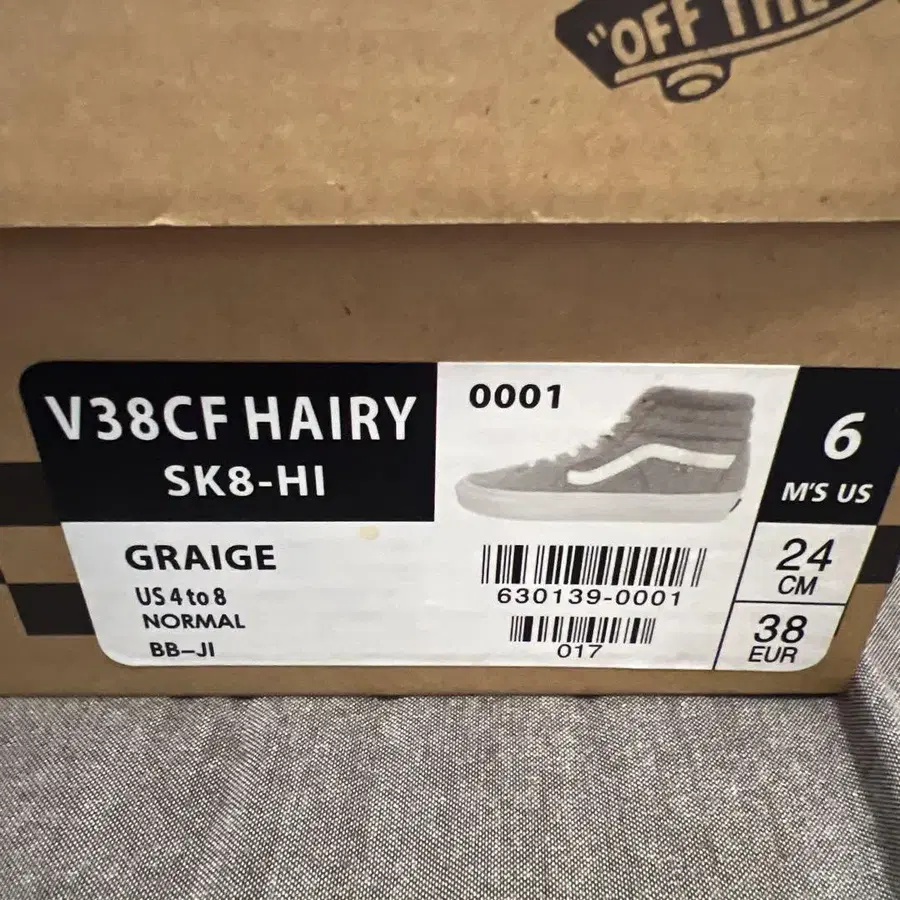 "OFF THE
V38CF HAIRY
SK8-HI
0001
6
M'S US
GRAIGE
US 4 to 8
NORMAL
BB-JI
630139-0001
017
24
CM
38
EUR